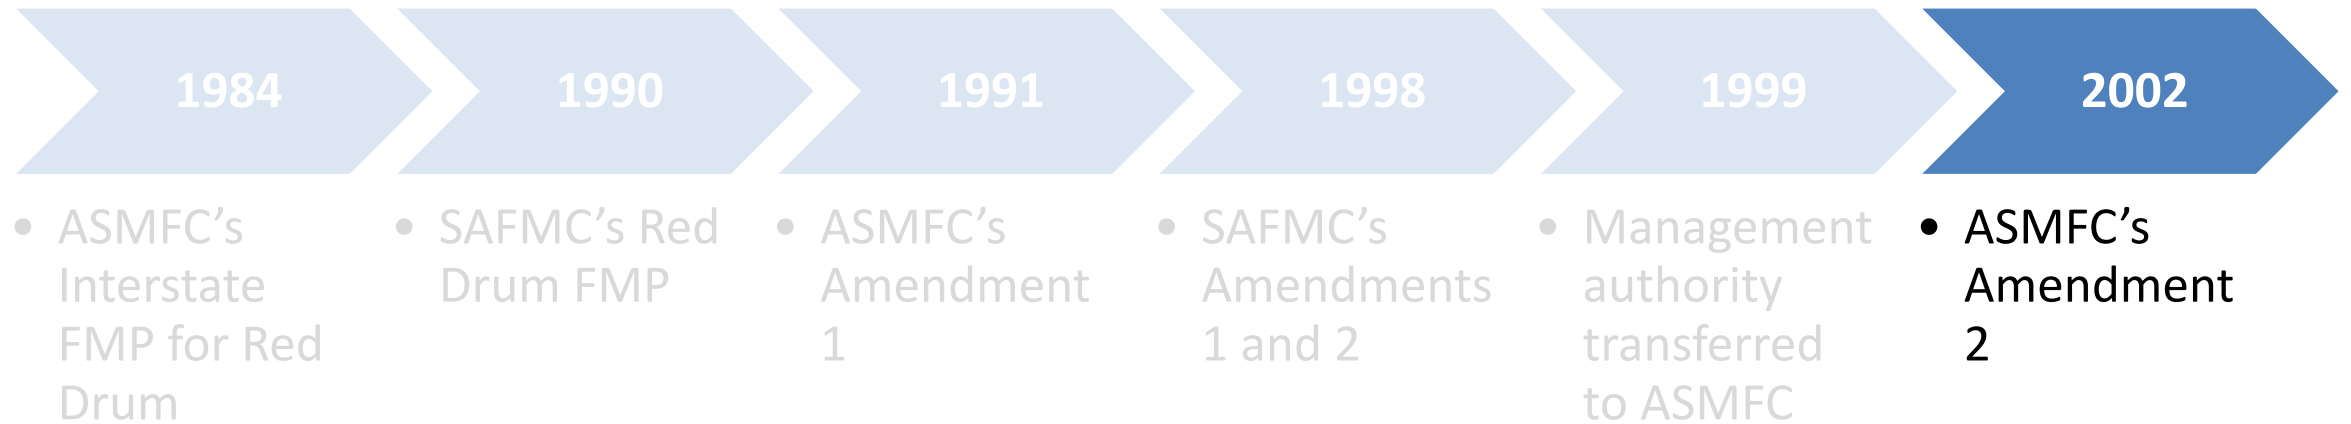 1984
• ASMFC’s
Interstate
FMP for Red
Drum
1990
• SAFMC’s Red
Drum FMP
1991
• ASMFC’s
Amendment
1
1998
• SAFMC’s
Amendments
1 and 2
1999
• Management
authority
transferred
to ASMFC
2002
• ASMFC’s
Amendment
2